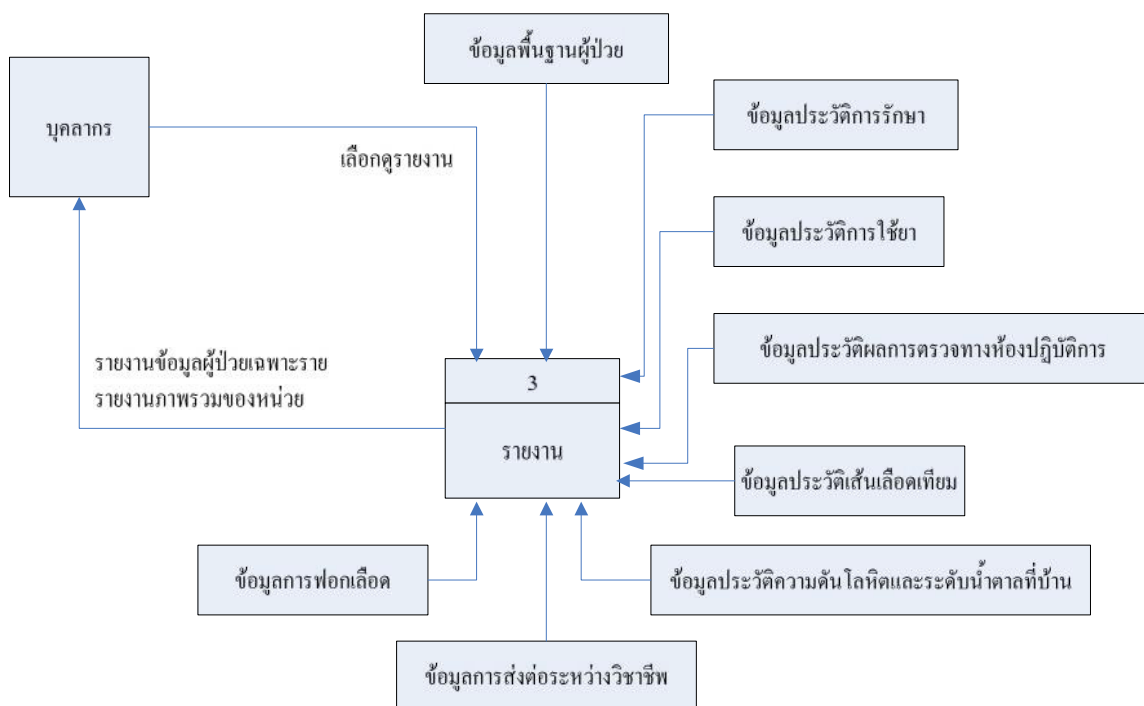 ข้อมูลพื้นฐานผู้ป่วย
บุคลากร
ข้อมูลประวัติการรักษา
เลือกดูรายงาน
ข้อมูลประวัติการใช้ยา
ข้อมูลประวัติผลการตรวจทางห้องปฏิบัติการ
รายงานข้อมูลผู้ป่วยเฉพาะราย
รายงานภาพรวมของหน่วย
3
รายงาน
ข้อมูลประวัติเส้นเลือดเทียม
ข้อมูลการฟอกเลือด
ข้อมูลประวัติความดันโลหิตและระดับน้ำตาลที่บ้าน
ข้อมูลการส่งต่อระหว่างวิชาชีพ